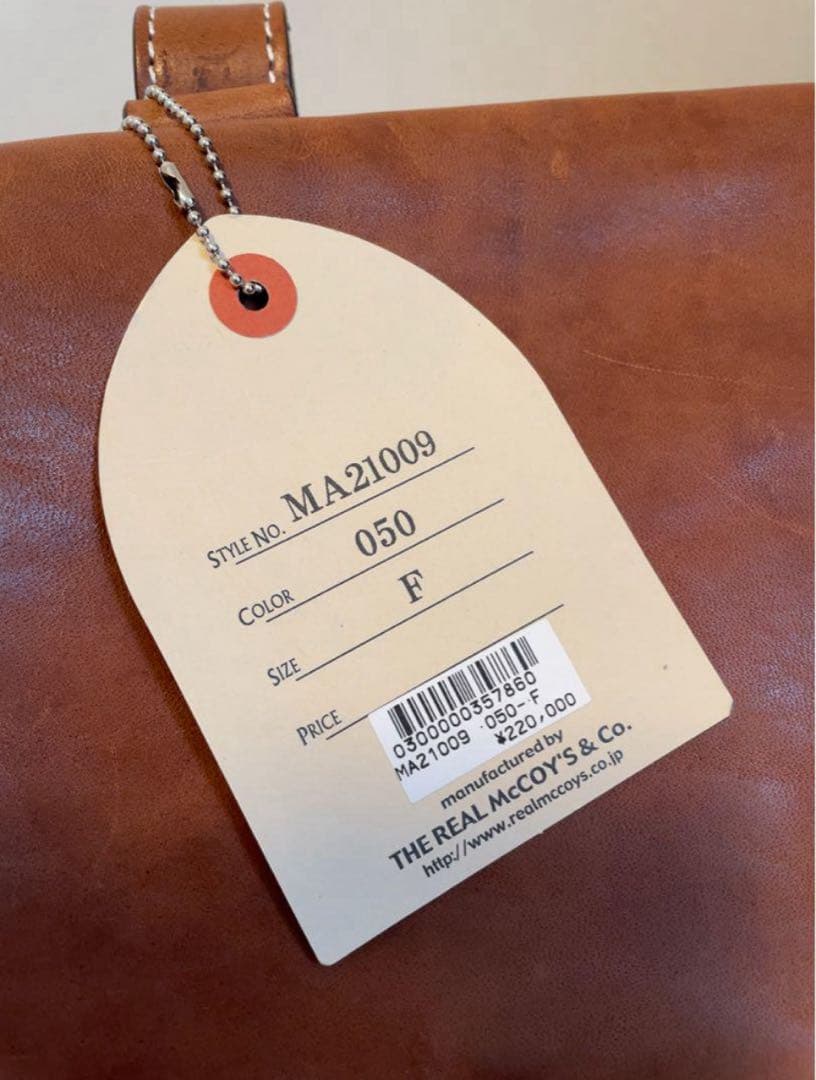 STYLE NO. MA21009
COLOR 050
SIZE F
PRICE
0300000357860
MA21009 050- F
¥220,000
manufactured by
THE REAL McCOY'S & Co.
http://www.realmccoys.co.jp